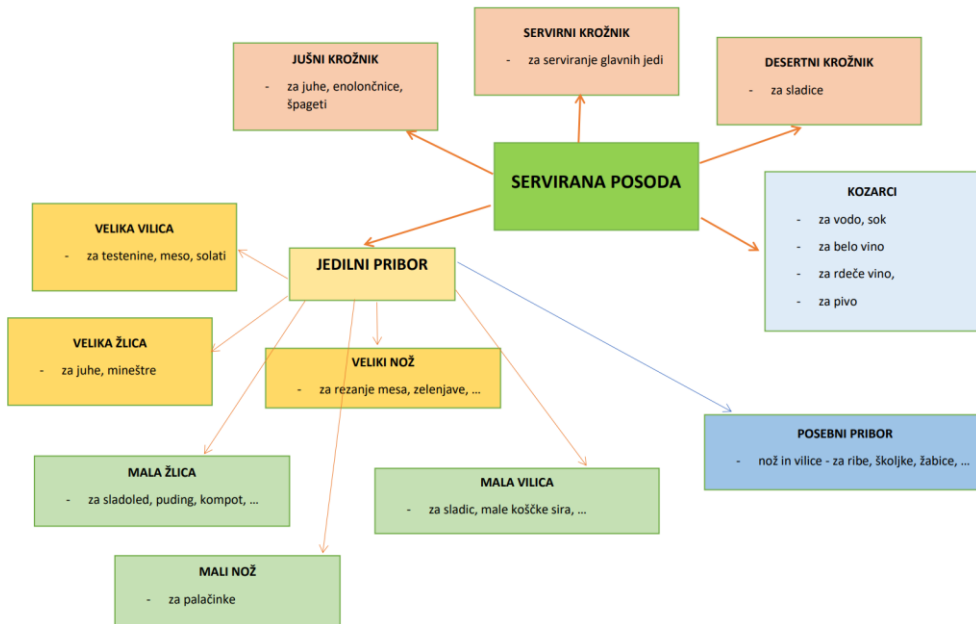 SERVIRNI KROŽNIK
- za serviranje glavnih jedi
JUŠNI KROŽNIK
- za juhe, enolončnice,
špageti
DESERTNI KROŽNIK
- za sladice
SERVIRANA POSODA
KOZARCI
- za vodo, sok
- za belo vino
- za rdeče vino,
- za pivo
VELIKA VILICA
- za testenine, meso, solati
JEDILNI PRIBOR
VELIKA ŽLICA
- za juhe, mineštre
VELIKI NOŽ
- za rezanje mesa, zelenjave, ...
POSEBNI PRIBOR
- nož in vilice - za ribe, školjke, žabice, ...
MALA ŽLICA
- za sladoled, puding, kompot, ...
MALA VILICA
- za sladic, male koščke sira, ...
MALI NOŽ
- za palačinke